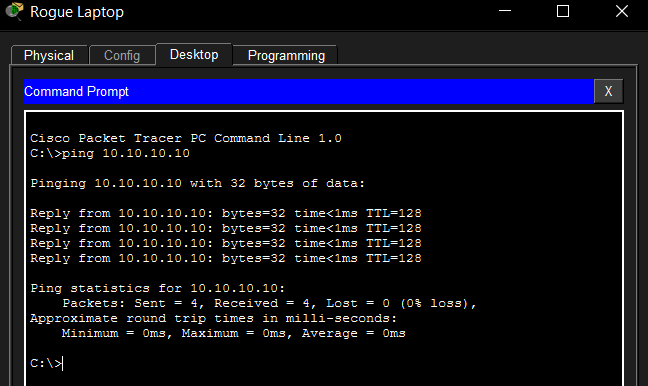 Rogue Laptop
Physical Config Desktop Programming
Command Prompt X
Cisco Packet Tracer PC Command Line 1.0
C:\>ping 10.10.10.10
Pinging 10.10.10.10 with 32 bytes of data:
Reply from 10.10.10.10: bytes=32 time<1ms TTL=128
Reply from 10.10.10.10: bytes=32 time<1ms TTL=128
Reply from 10.10.10.10: bytes=32 time<1ms TTL=128
Reply from 10.10.10.10: bytes=32 time<1ms TTL=128
Ping statistics for 10.10.10.10:
Packets: Sent = 4, Received = 4, Lost = 0 (0% loss),
Approximate round trip times in milli-seconds:
Minimum = 0ms, Maximum = 0ms, Average = 0ms
C:\>